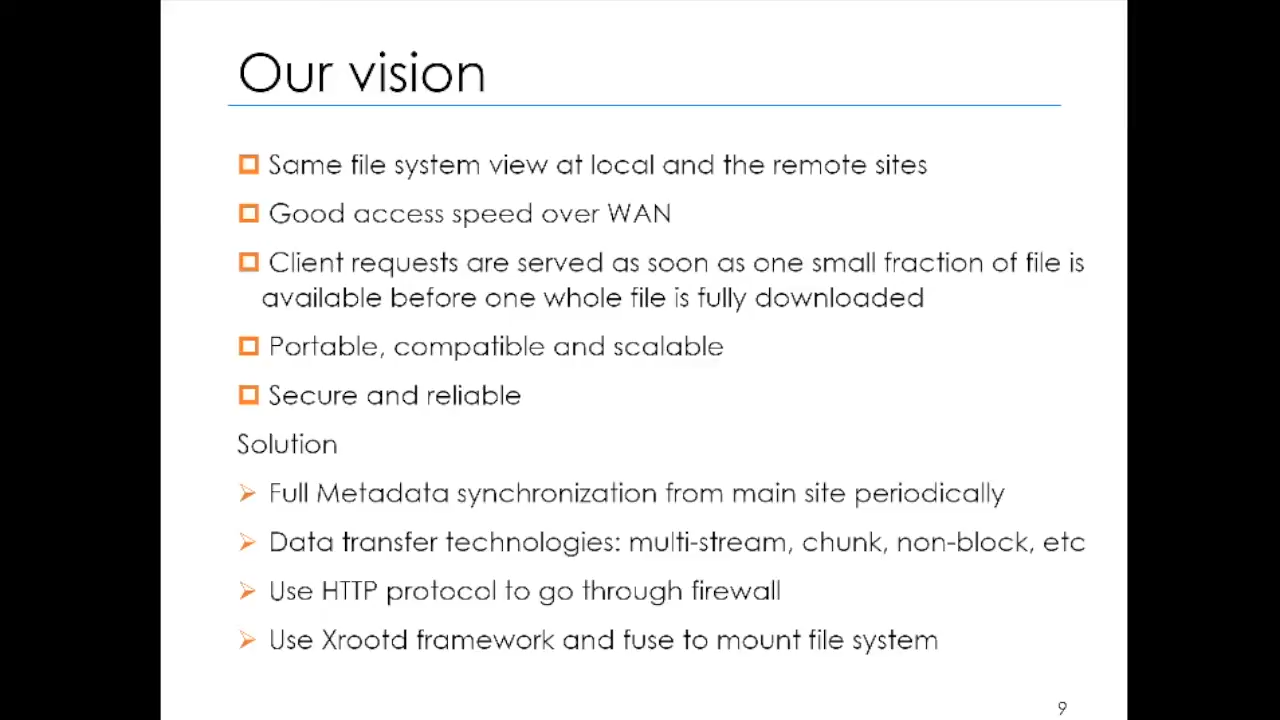 Our vision
Same file system view at local and the remote sites
Good access speed over WAN
Client requests are served as soon as one small fraction of file is
available before one whole file is fully downloaded
Portable, compatible and scalable
Secure and reliable
Solution
Full Metadata synchronization from main site periodically
Data transfer technologies: multi-stream, chunk, non-block, etc
Use HTTP protocol to go through firewall
Use Xrootd framework and fuse to mount file system
9